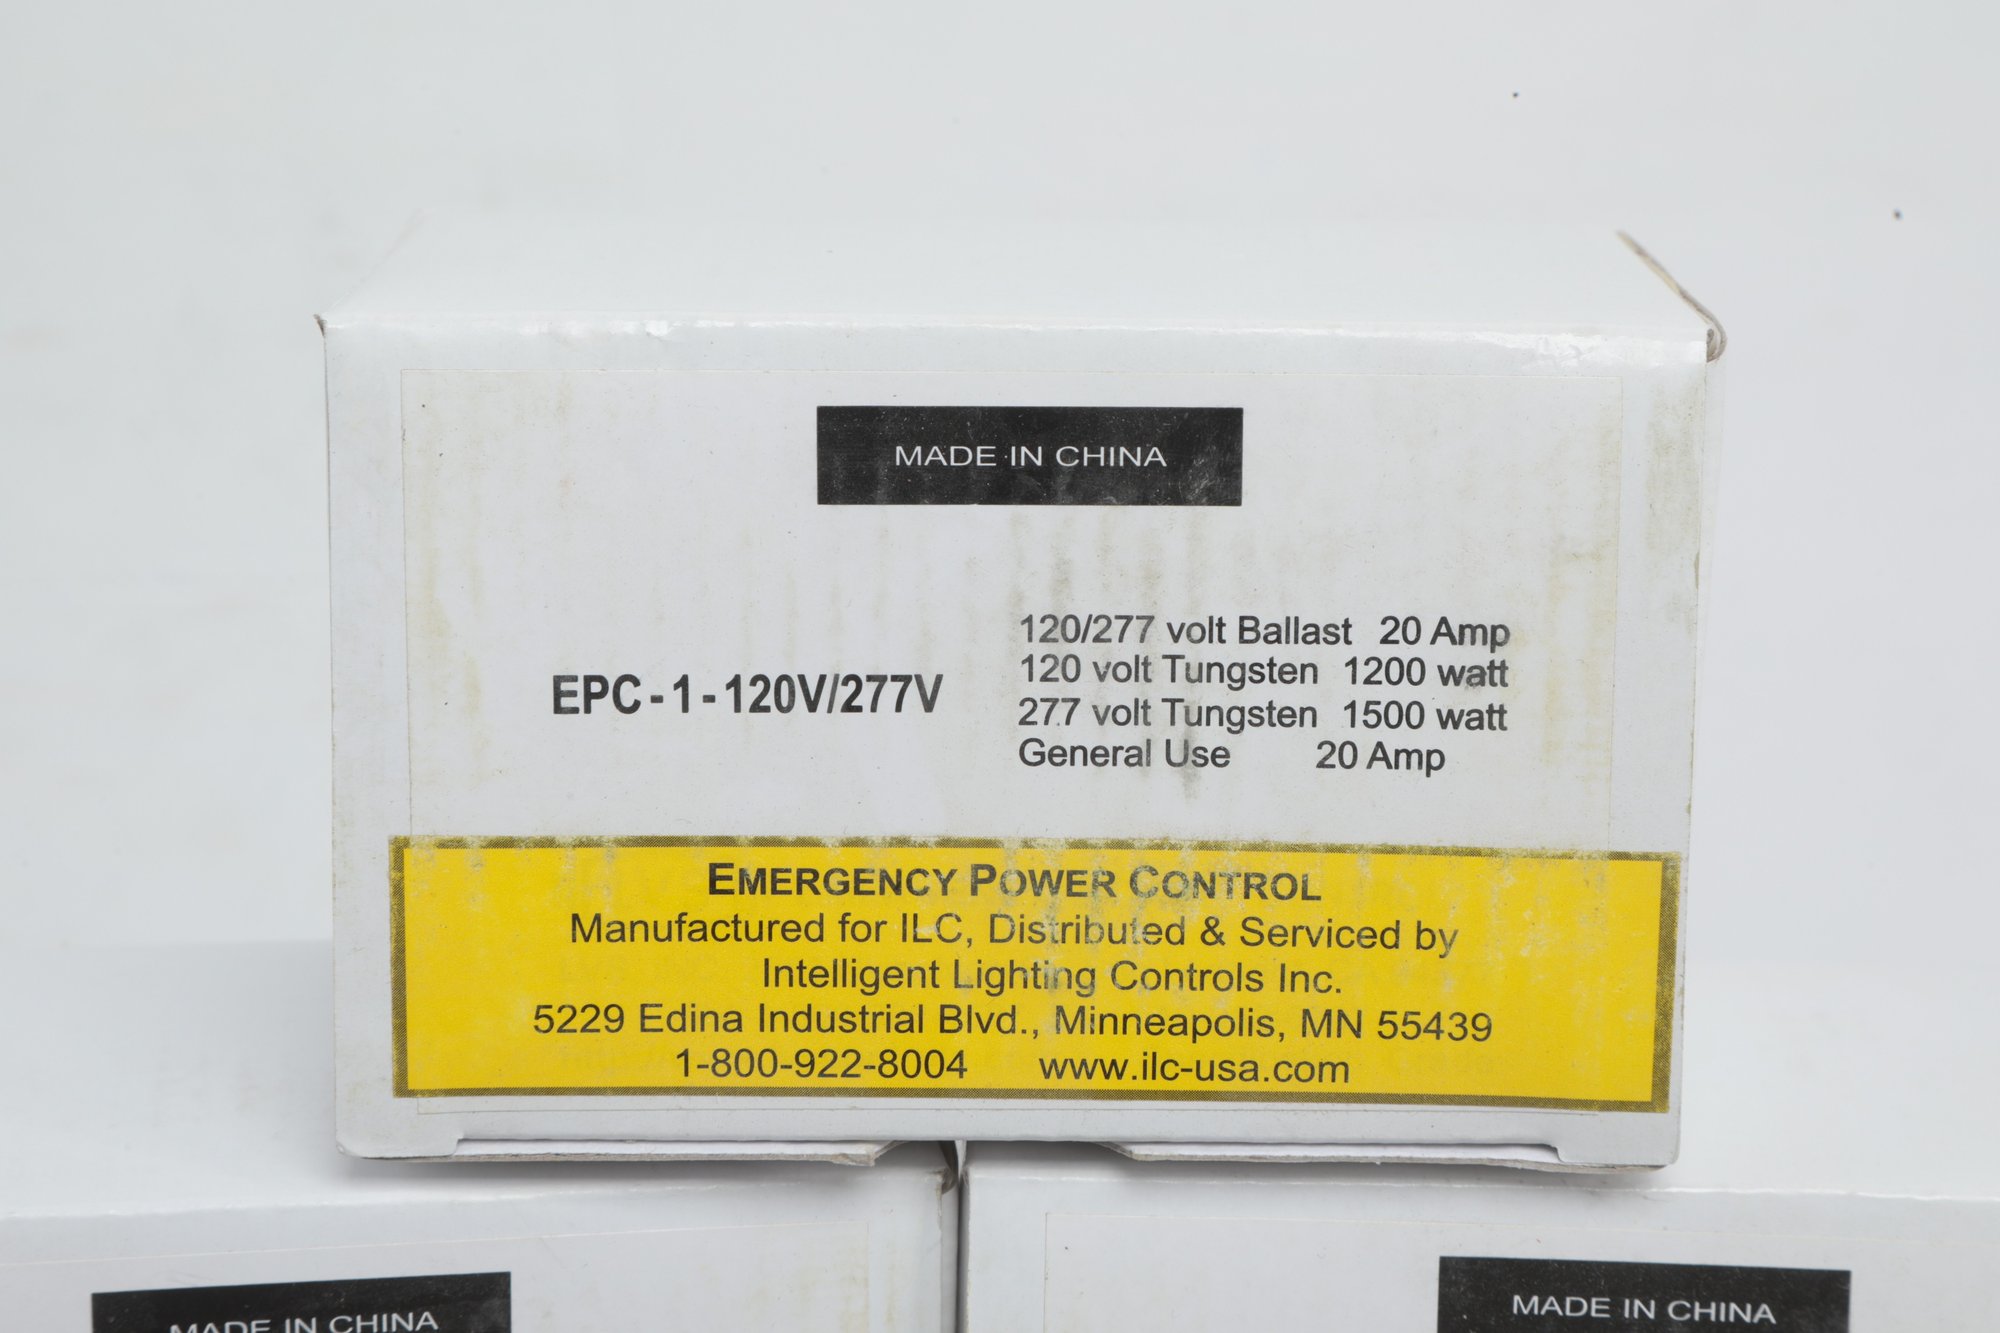 MADE IN CHINA
EPC - 1 - 120V/277V
120/277 volt Ballast 20 Amp
120 volt Tungsten 1200 watt
277 volt Tungsten 1500 watt
General Use 20 Amp
EMERGENCY POWER CONTROL
Manufactured for ILC, Distributed & Serviced by
Intelligent Lighting Controls Inc.
5229 Edina Industrial Blvd., Minneapolis, MN 55439
1-800-922-8004 www.ilc-usa.com
MADE IN CHINA
MADE IN CHINA